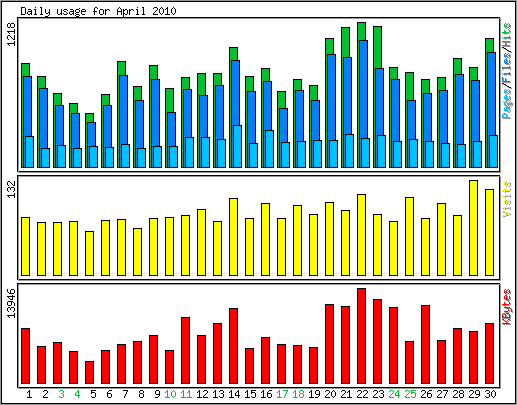 Daily usage for April 2010
1218
Pages/Files/Hits
132
Visits
13946
KBytes
1 2 3 4 5 6 7 8 9 10 11 12 13 14 15 16 17 18 19 20 21 22 23 24 25 26 27 28 29 30